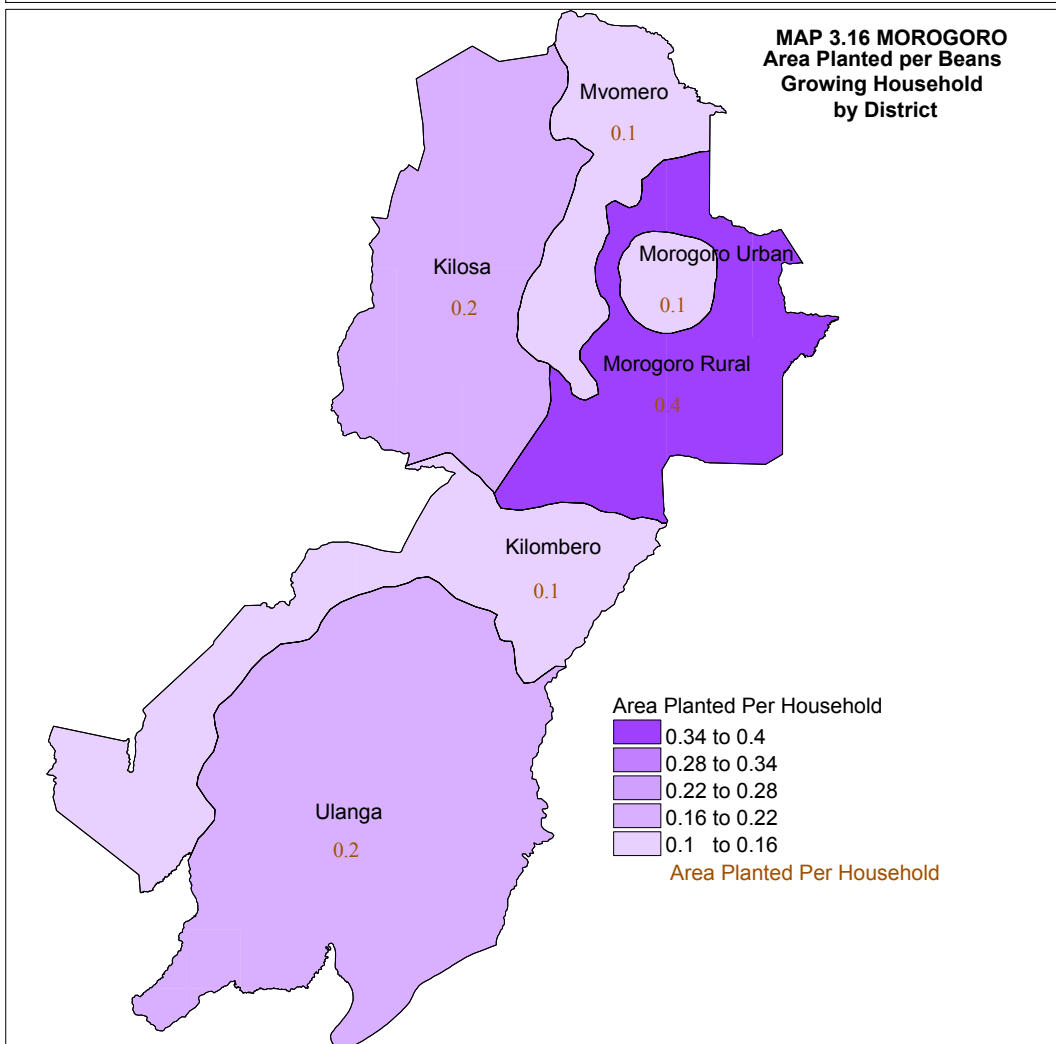 MAP 3.16 MOROGORO
Area Planted per Beans
Growing Household
by District
Mvomero
0.1
Morogoro Urban
0.1
Kilosa
0.2
Morogoro Rural
0.4
Kilombero
0.1
Ulanga
0.2
Area Planted Per Household
0.34 to 0.4
0.28 to 0.34
0.22 to 0.28
0.16 to 0.22
0.1 to 0.16
Area Planted Per Household